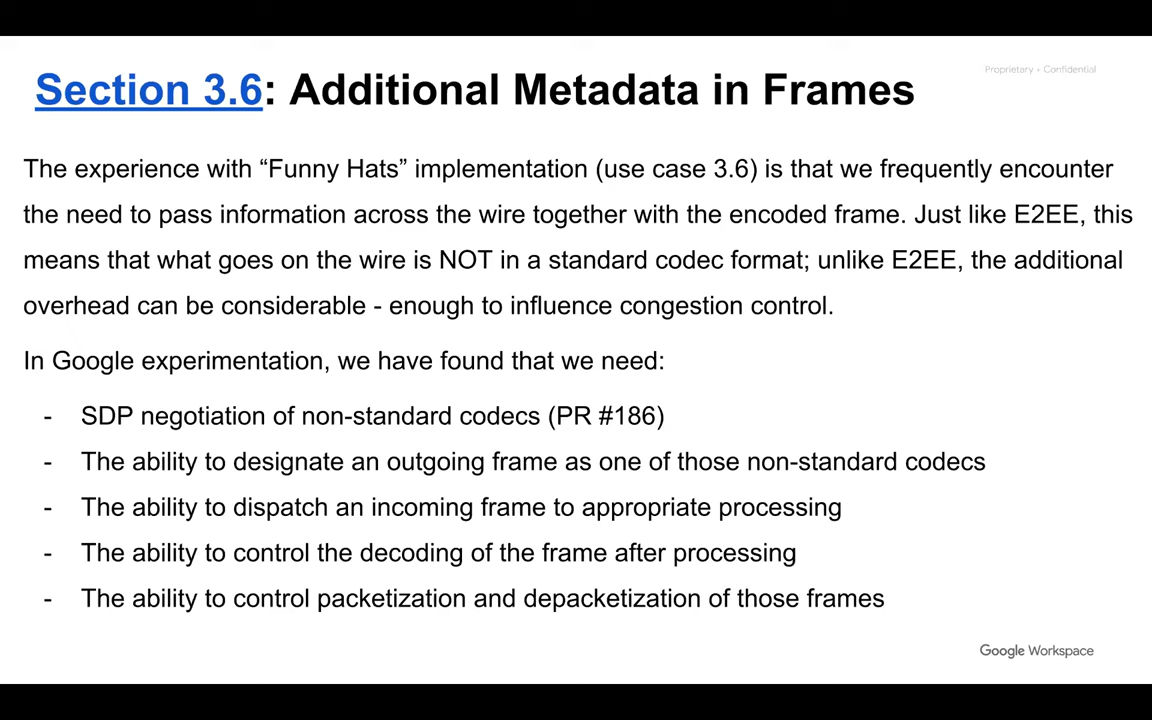 Proprietary + Confidential
Section 3.6: Additional Metadata in Frames
The experience with “Funny Hats” implementation (use case 3.6) is that we frequently encounter
the need to pass information across the wire together with the encoded frame. Just like E2EE, this
means that what goes on the wire is NOT in a standard codec format; unlike E2EE, the additional
overhead can be considerable - enough to influence congestion control.
In Google experimentation, we have found that we need:
- SDP negotiation of non-standard codecs (PR #186)
- The ability to designate an outgoing frame as one of those non-standard codecs
- The ability to dispatch an incoming frame to appropriate processing
- The ability to control the decoding of the frame after processing
- The ability to control packetization and depacketization of those frames
Google Workspace